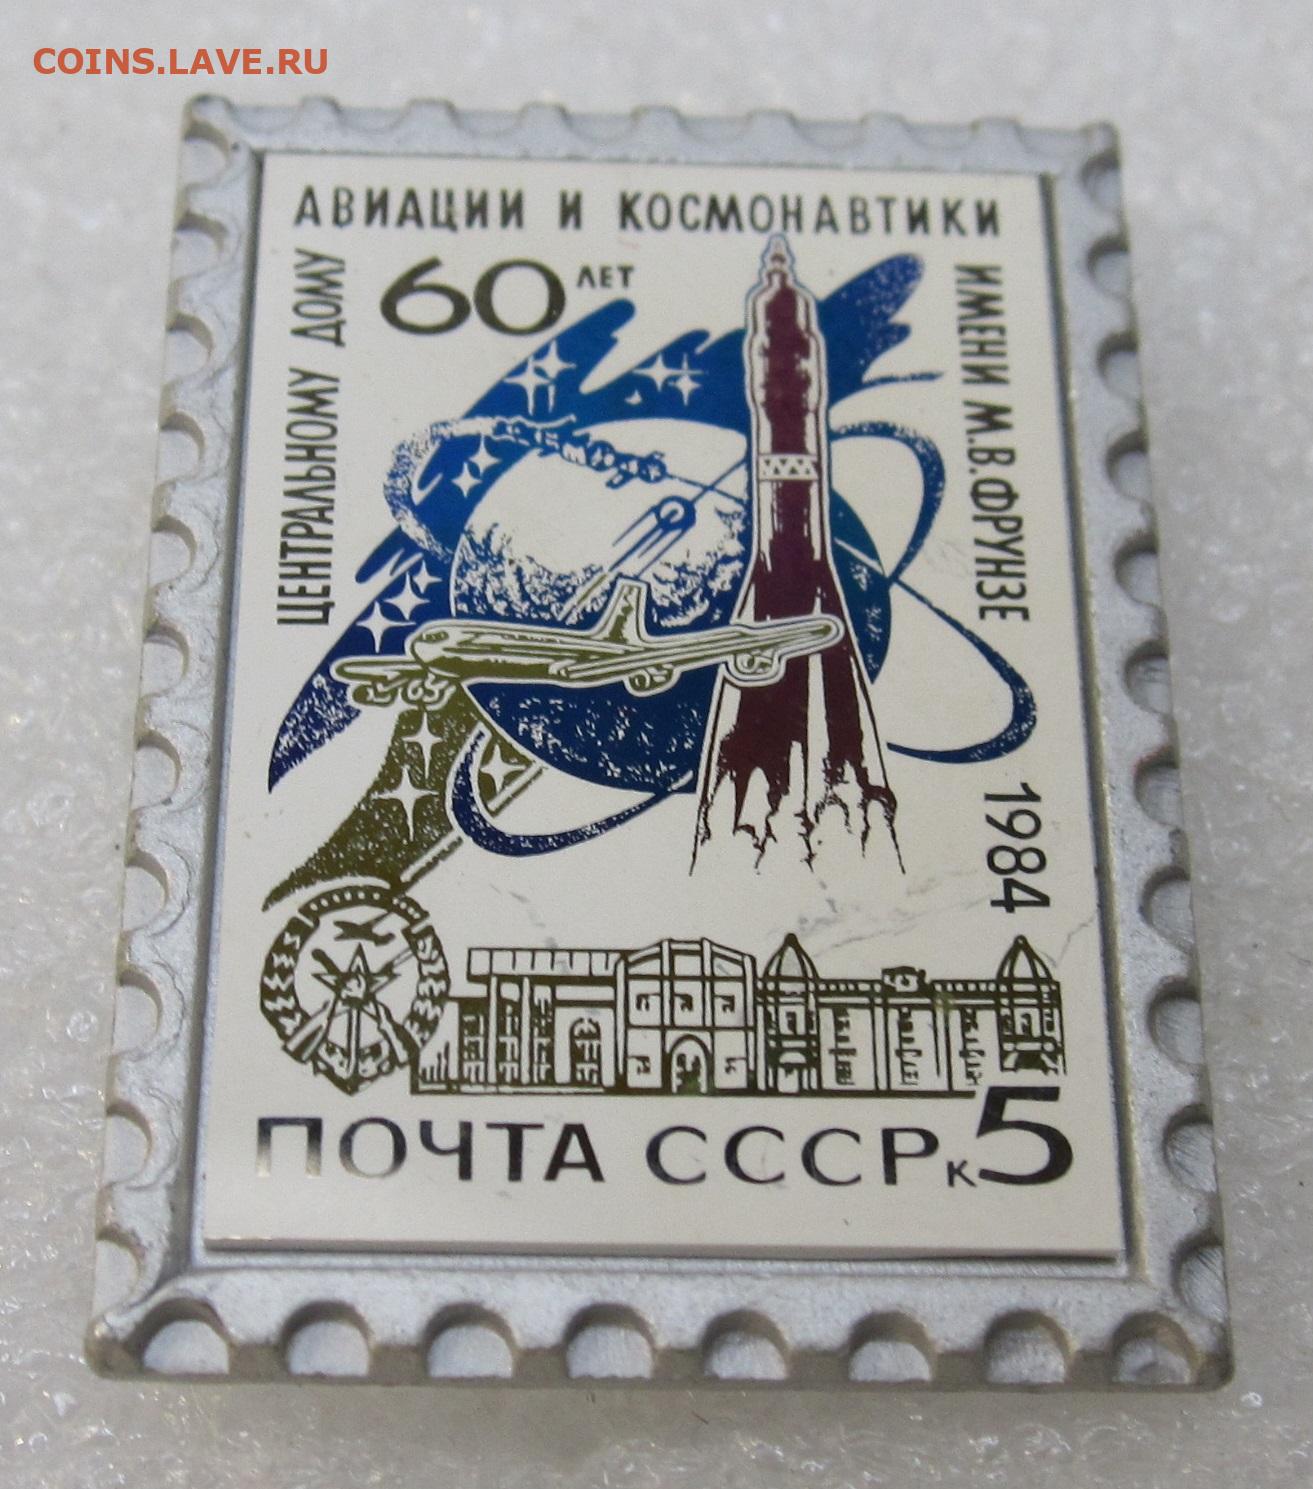 COINS.LAVE.RU
ЦЕНТРАЛЬНОМУ ДОМУ
АВИАЦИИ И КОСМОНАВТИКИ
ИМЕНИ М.В.ФРУНЗЕ
60 ЛЕТ
1984
ПОЧТА СССР К5